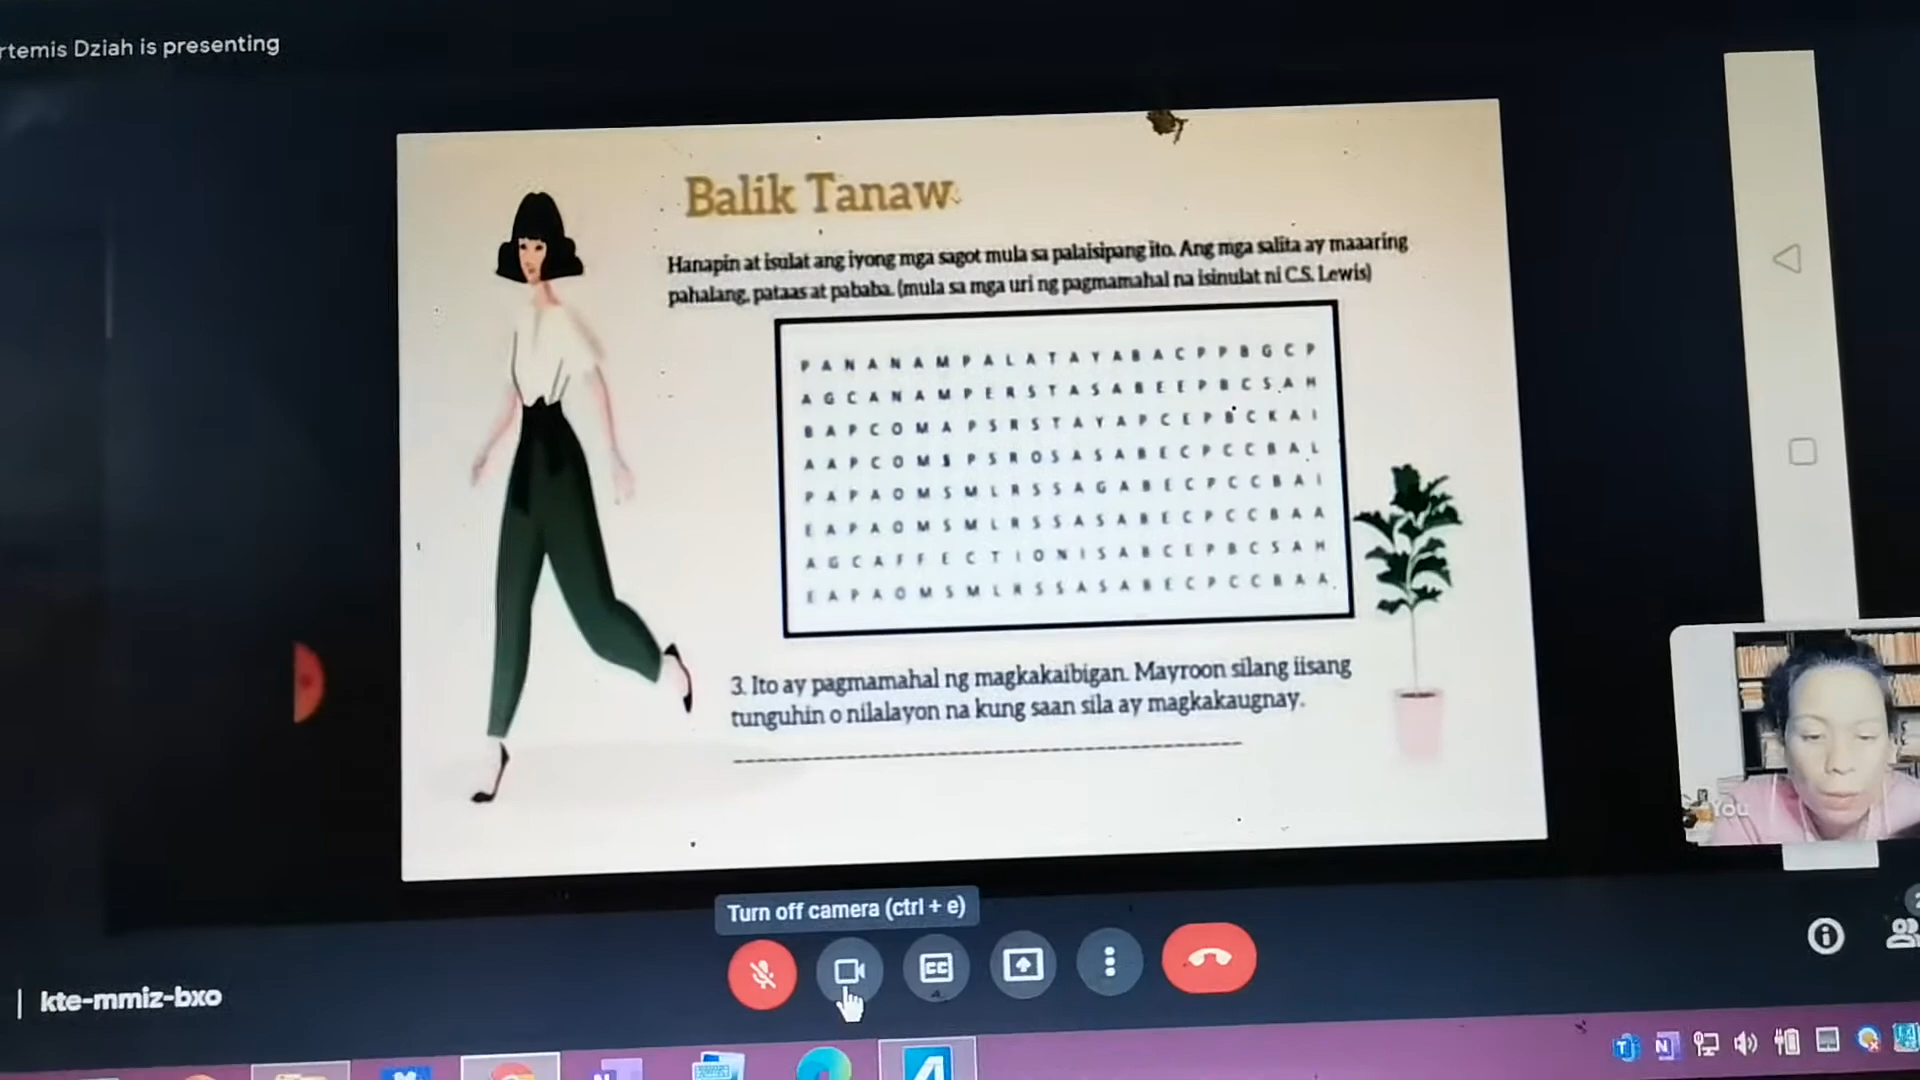 rtemis Dziah is presenting
Balik Tanaw
Hanapin at isulat ang iyong mga sagot mula sa palaisipang ito. Ang mga salita ay maaaring
pahalang, pataas at pababa. (mula sa mga uri ng pagmamahal na isinulat ni C.S. Lewis)
P A N A N A M P A L A T A Y A B A C P P B G C P
A G C A N A M P E R S T A S A B E E P B C S A H
B A P C O M A P S R S T A Y A P C E P B C K A I
A A P C O M S P S R O S A S A B E C P C C B A L
P A P A O M S M L R S S A G A B E C P C C B A I
E A P A O M S M L R S S A S A B E C P C C B A A
A G C A F F E C T I O N I S A B C E P B C S A H
E A P A O M S M L R S S A S A B E C P C C B A A
3. Ito ay pagmamahal ng magkakaibigan. Mayroon silang iisang
tunguhin o nilalayon na kung saan sila ay magkakaugnay.
You
Turn off camera (ctrl + e)
CC
kte-mmiz-bxo